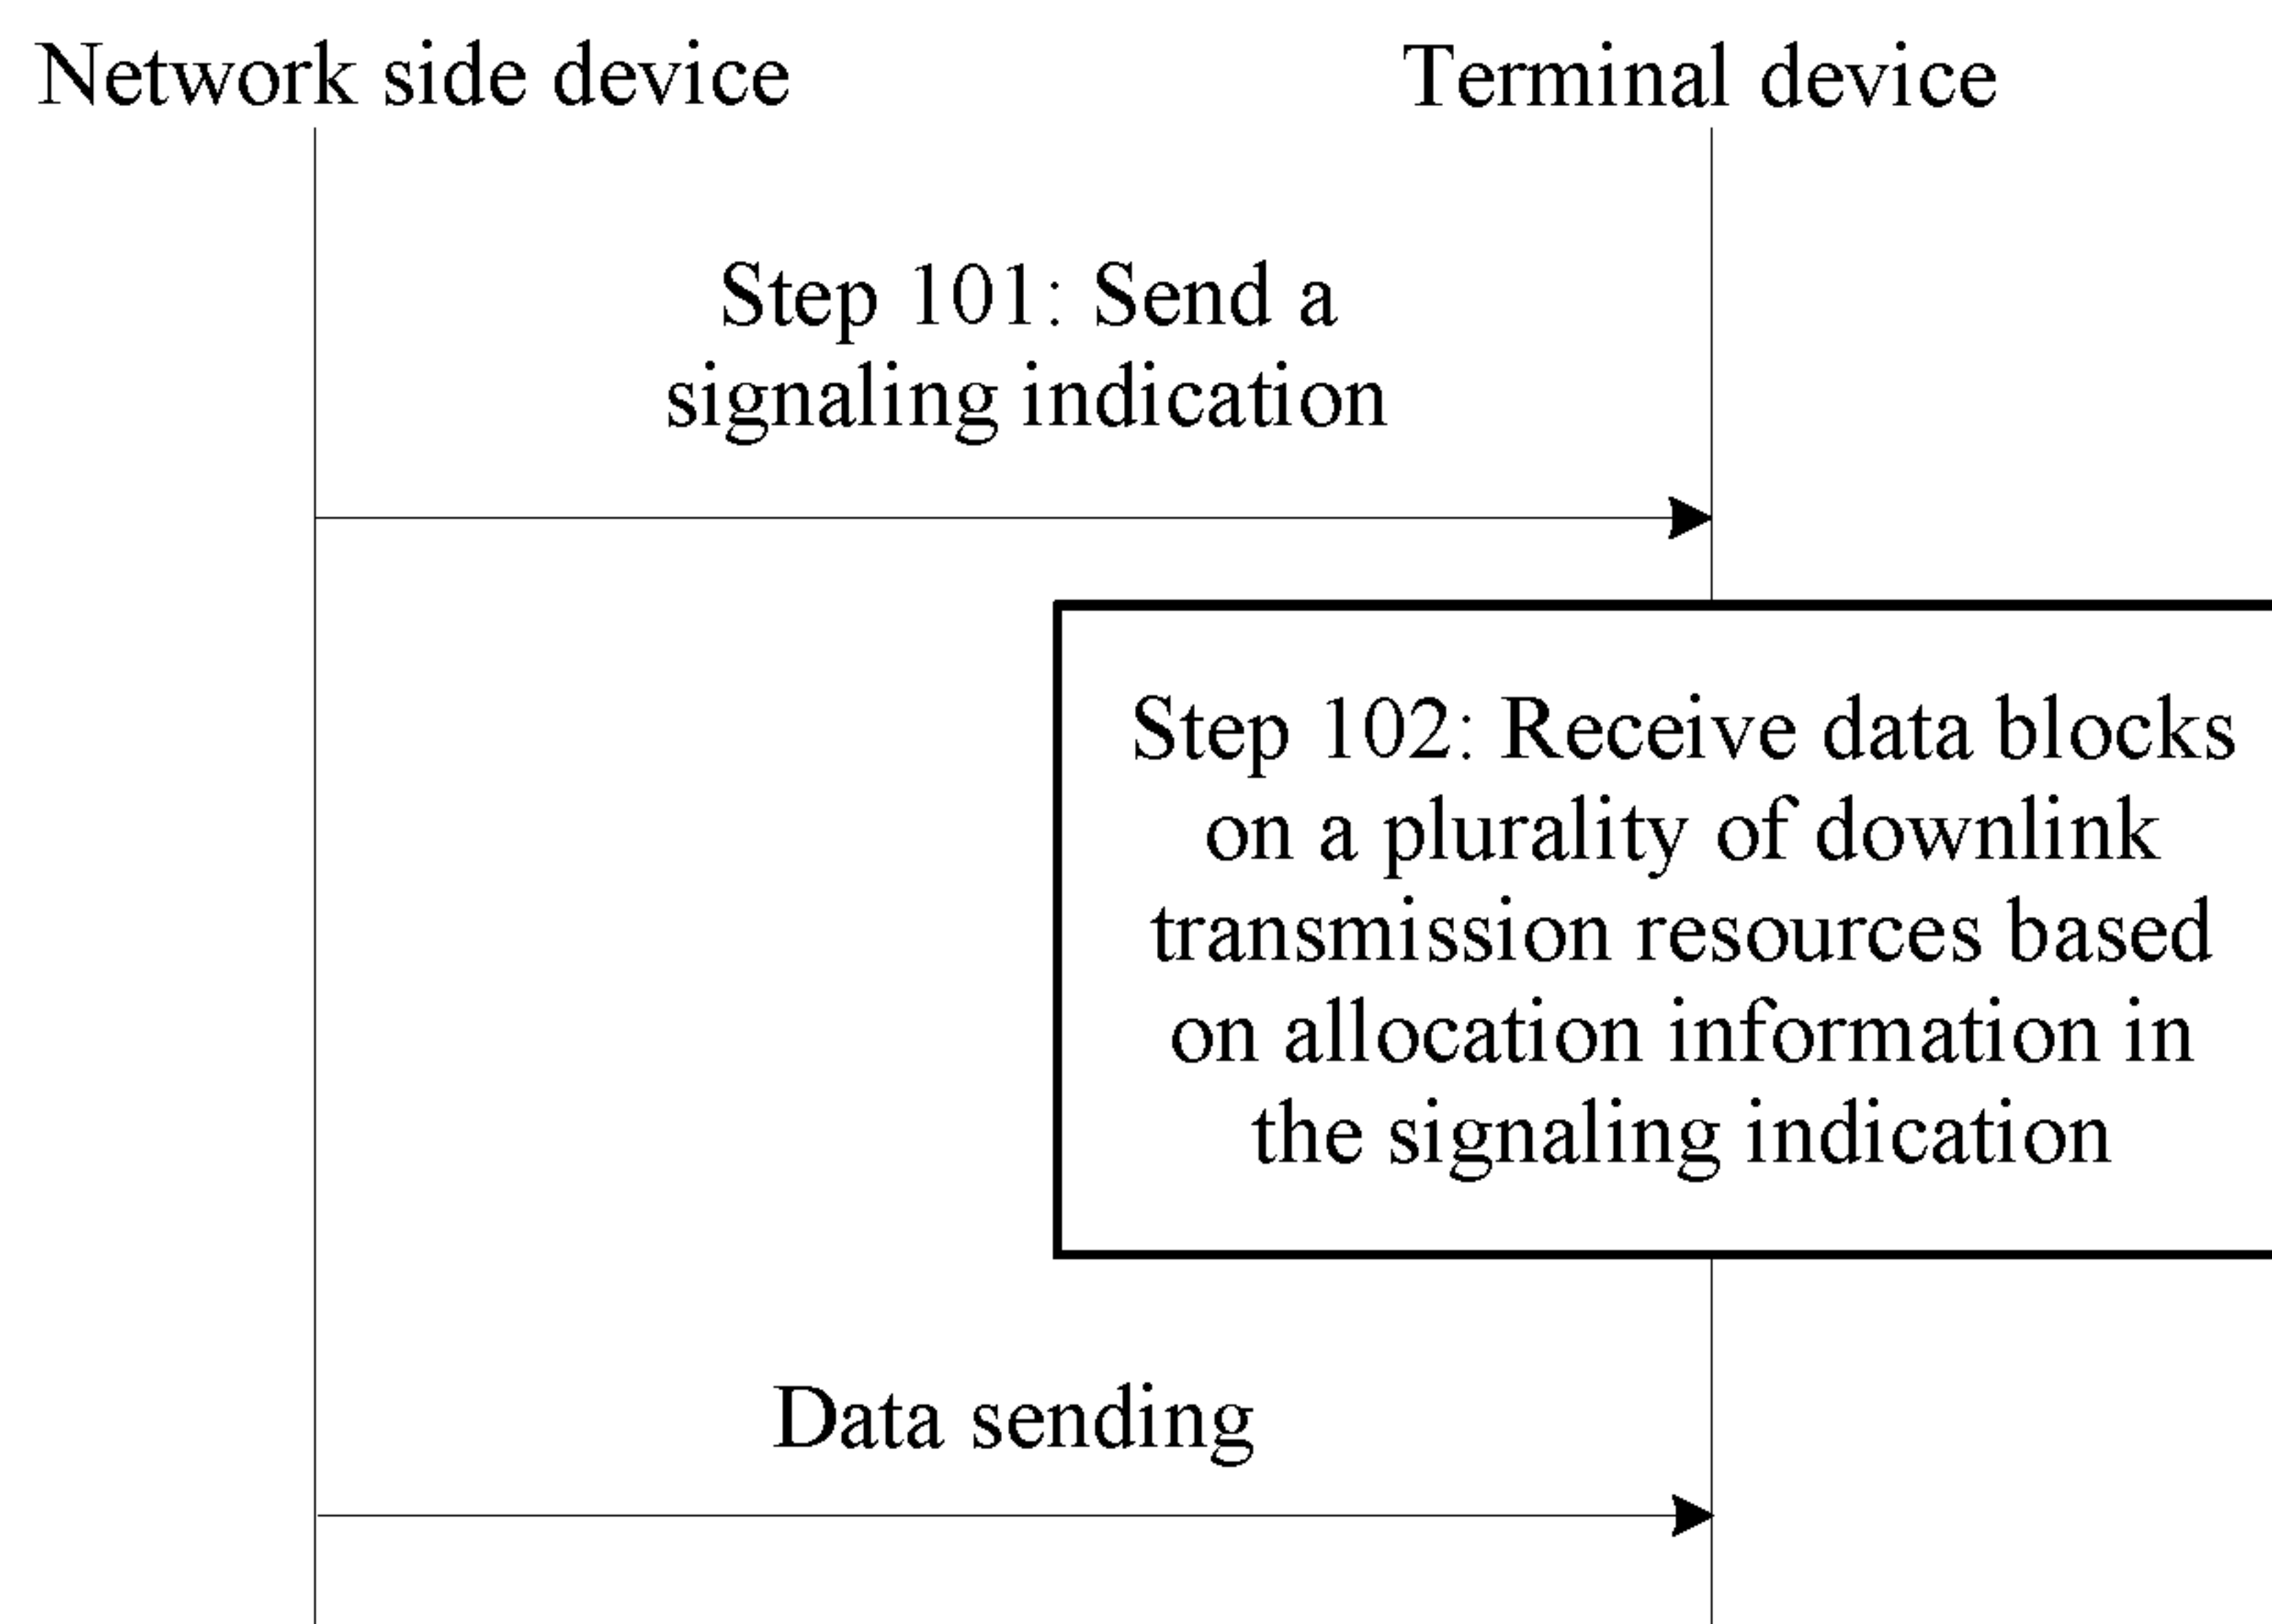 Network side device
Terminal device
Step 101: Send a
signaling indication
Step 102: Receive data blocks
on a plurality of downlink
transmission resources based
on allocation information in
the signaling indication
Data sending